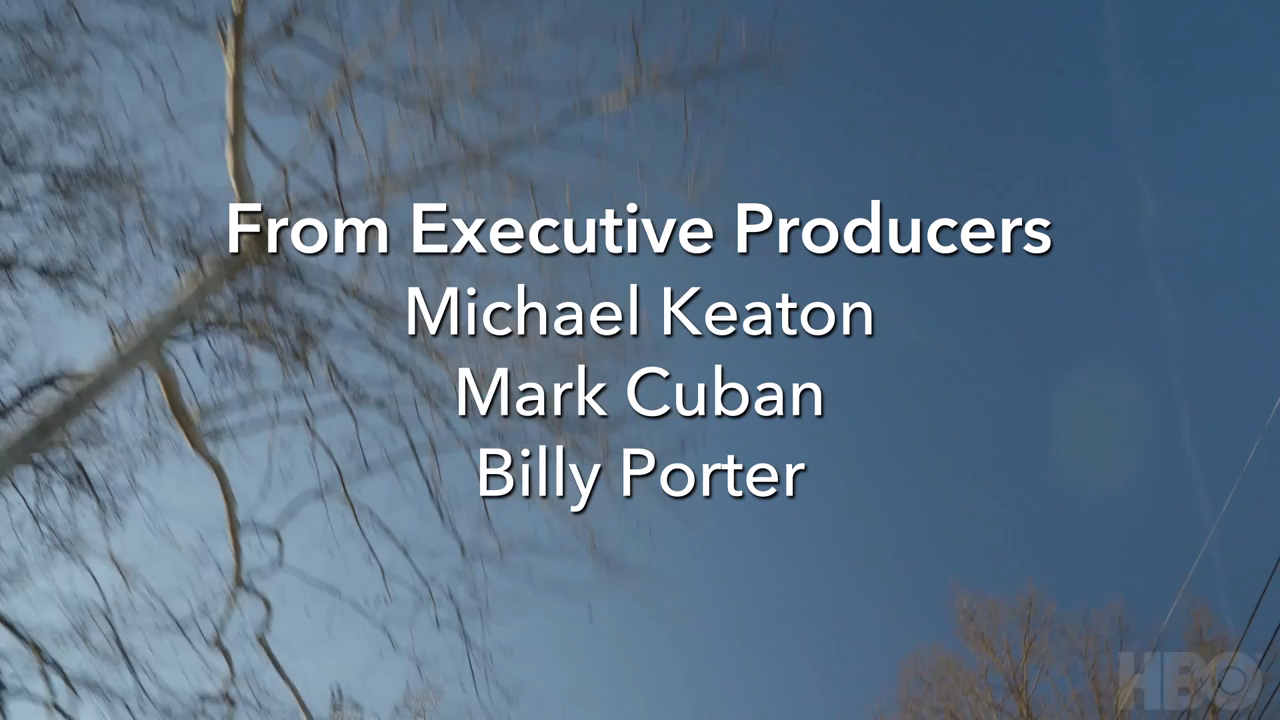 From Executive Producers
Michael Keaton
Mark Cuban
Billy Porter
HBO